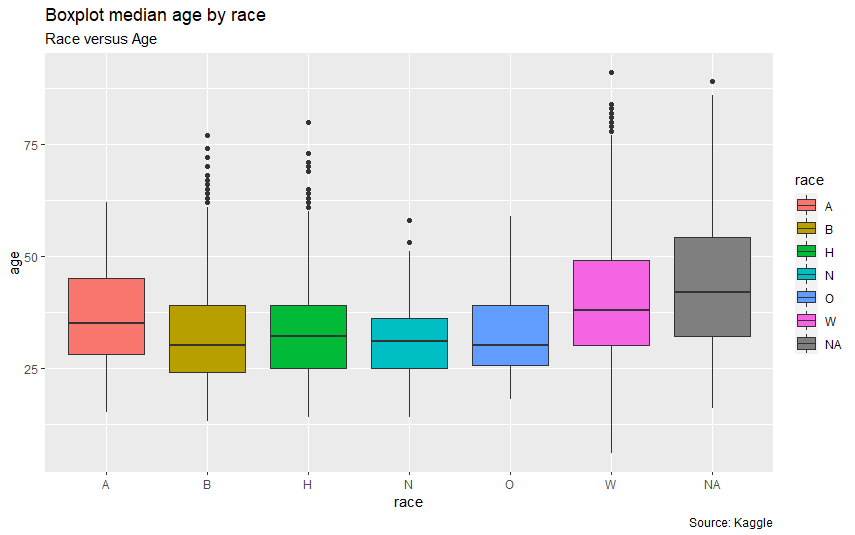 Boxplot median age by race
Race versus Age
age
75
50
25
A
B
H
N
O
W
NA
race
race
A
B
H
N
O
W
NA
Source: Kaggle